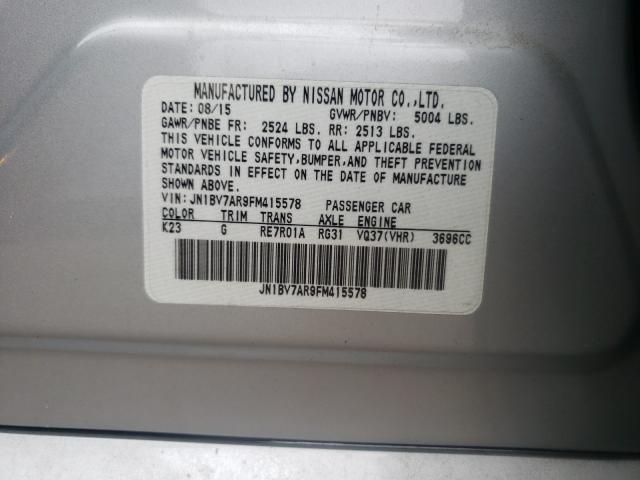 MANUFACTURED BY NISSAN MOTOR CO.,LTD.
DATE: 08/15 GVWR/PNBV: 5004 LBS.
GAWR/PNBE FR: 2524 LBS. RR: 2513 LBS.
THIS VEHICLE CONFORMS TO ALL APPLICABLE FEDERAL
MOTOR VEHICLE SAFETY,BUMPER,AND THEFT PREVENTION
STANDARDS IN EFFECT ON THE DATE OF MANUFACTURE
SHOWN ABOVE.
VIN: JN1BV7AR9FM415578 PASSENGER CAR
COLOR TRIM TRANS AXLE ENGINE
K23 G RE7R01A RG31 VQ37(VHR) 3696CC
JN1BV7AR9FM415578